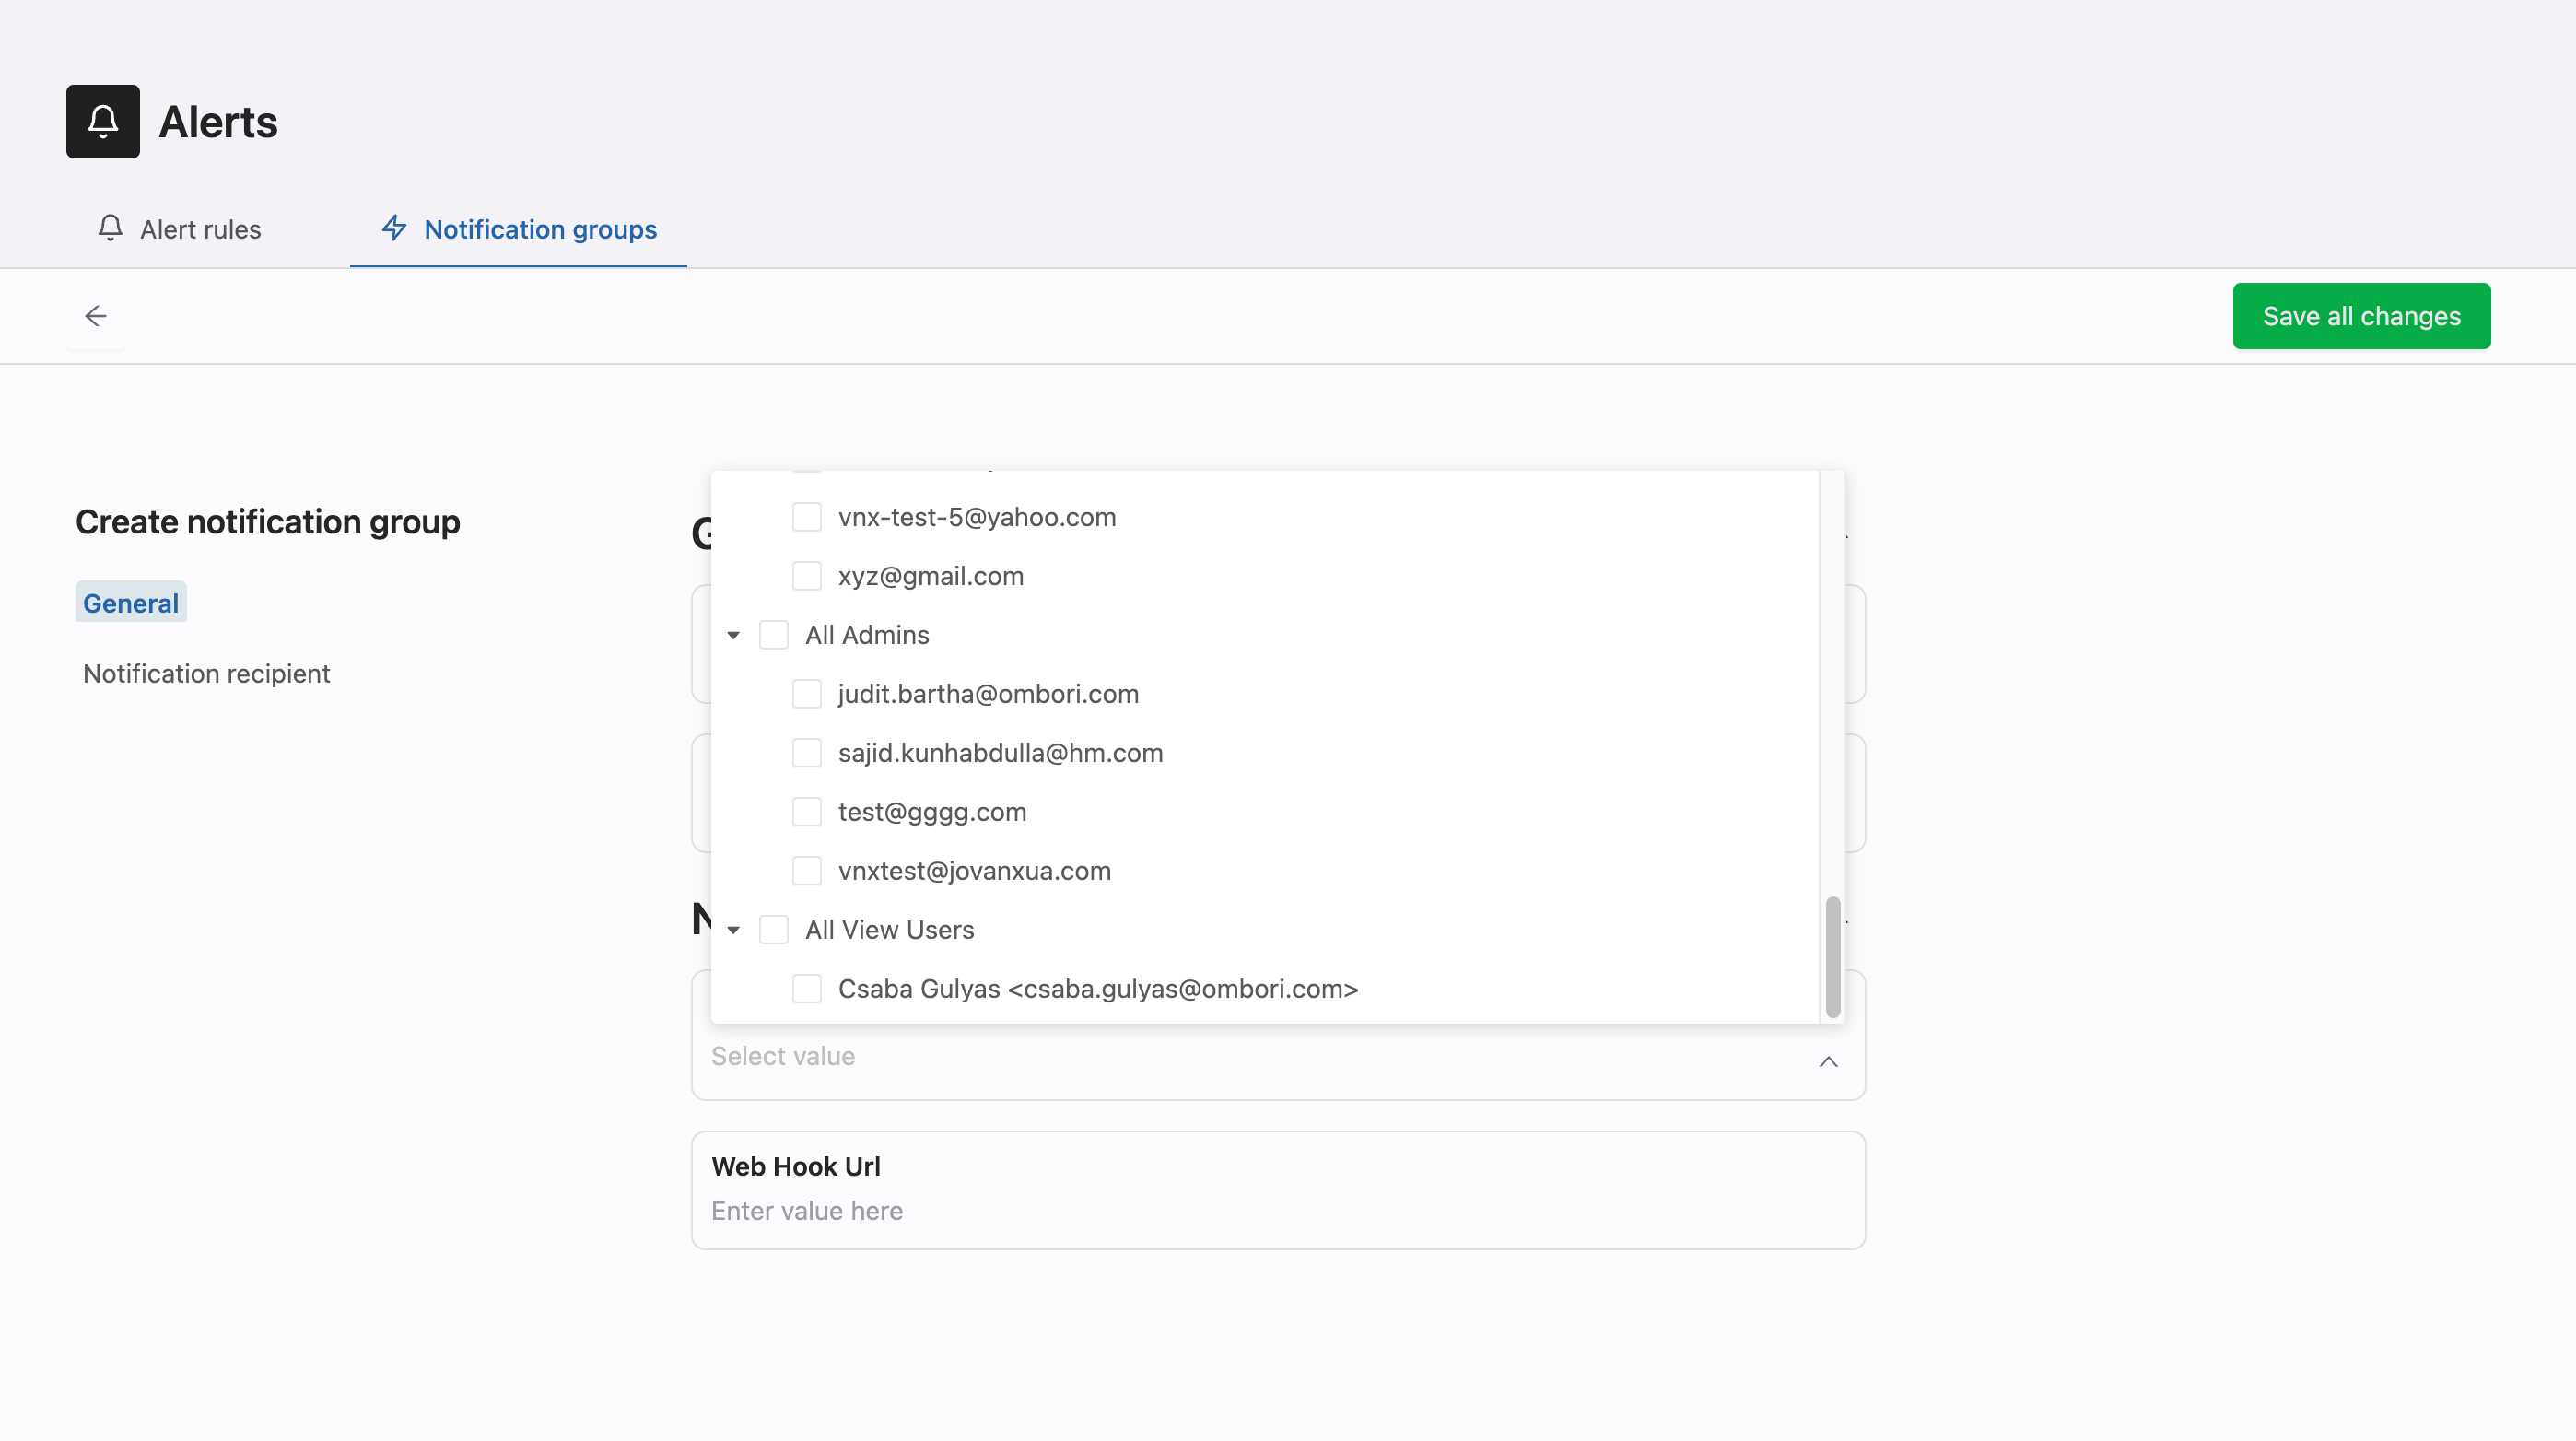 Alerts
Alert rules
Notification groups
Save all changes
Create notification group
General
Notification recipient
G
vnx-test-5@yahoo.com
xyz@gmail.com
All Admins
judit.bartha@ombori.com
sajid.kunhabdulla@hm.com
test@gggg.com
vnxtest@jovanxua.com
N
All View Users
Csaba Gulyas <csaba.gulyas@ombori.com>
Select value
Web Hook Url
Enter value here